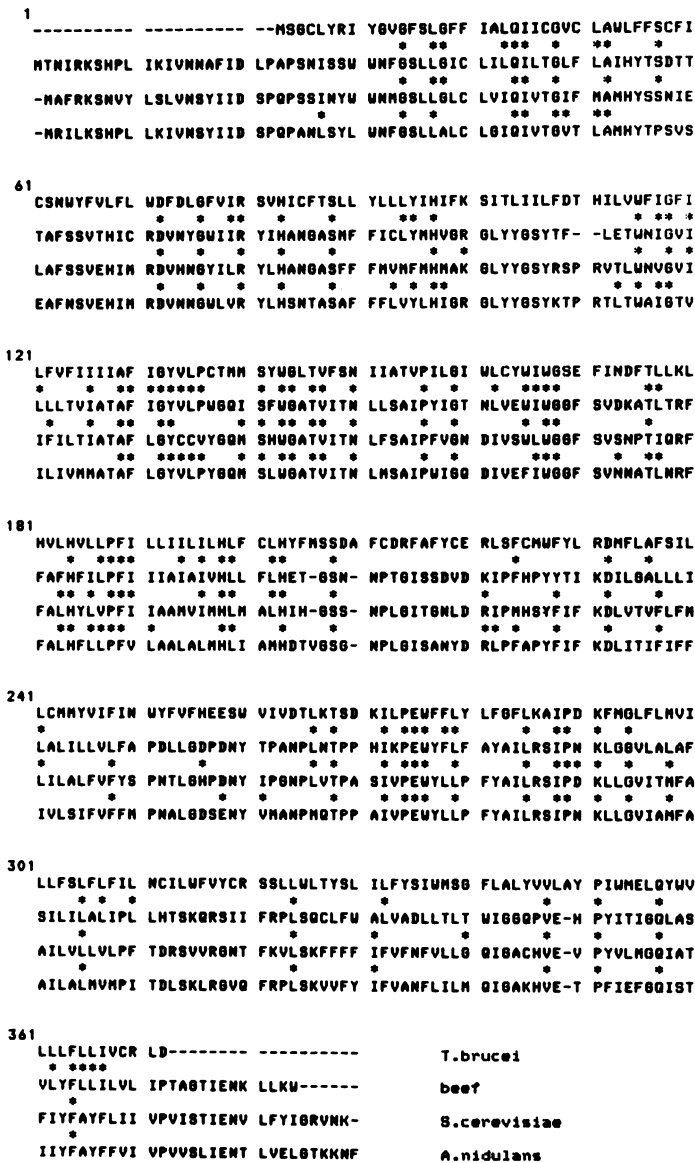 1
---------- ---------- --MSGCLYRI YGVGFSLGFF IALQIICGVC LAWLFFSCFI
* ** *** ** ** *
MTNIRKSHPL IKIVNNAFID LPAPSNISSW WNFGSLLGIC LILQILTGLF LAIHYTSDTT
* ** *** ** * *
-MAFRKSNVY LSLVNSYIID SPQPSSINYW WNMGSLLGLC LVIQIVTGIF MAMHYSSNIE
* * ** *** ** **
-MRILKSHPL LKIVNSYIID SPQPANLSYL WNFGSLLALC LGIQIVTGVT LAMHYTPSVS
61
CSNWYFVLFL WDFDLGFVIR SVHICFTSLL YLLLYIHIFK SITLIILFDT HILVWFIGFI
* * ** * * ** * * ** *
TAFSSVTHIC RDVNYGWIIR YIHANGASMF FICLYMHVGR GLYYGSYTF- -LETWNIGVI
* * * * * * * * * *
LAFSSVEHIM RDVHNGYILR YLHANGASFF FMVMFMHMAK GLYYGSYRSP RVTLWNVGVI
* * ** * * * * ** * * **
EAFNSVEHIM RDVNNGWLVR YLHSNTASAF FFLVYLHIGR GLYYGSYKTP RTLTWAIGTV
121
LFVFIIIIAF IGYVLPCTMM SYWGLTVFSN IIATVPILGI WLCYWIWGSE FINDFTLLKL
* * ** ****** * ** ** * * * **** **
LLLTVIATAF IGYVLPWGQI SFWGATVITN LLSAIPYIGT NLVEWIWGGF SVDKATLTRF
* * ** ** * ** ** * * * * ** * *
IFILTIATAF LGYCCVYGQM SHWGATVITN LFSAIPFVGN DIVSWLWGGF SVSNPTIQRF
** ***** * * ** ** * * * *** * *
ILIVMMATAF LGYVLPYGQM SLWGATVITN LMSAIPWIGQ DIVEFIWGGF SVNNATLNRF
181
HVLHVLLPFI LLIILILHLF CLHYFMSSDA FCDRFAFYCE RLSFCMWFYL RDMFLAFSIL
* **** * * ** ** * * *
FAFHFILPFI IIAIAIVHLL FLHET-GSN- NPTGISSDVD KIPFHPYYTI KDILGALLLI
** * *** * ** * * * * *
FALHYLVPFI IAAMVIMHLM ALHIH-GSS- NPLGITGNLD RIPMHSYFIF KDLVTVFLFM
** **** * ** * * ** * * * *
FALHFLLPFV LAALALMHLI AMHDTVGSG- NPLGISANYD RLPFAPYFIF KDLITIFIFF
241
LCMMYVIFIN WYFVFHEESW VIVDTLKTSD KILPEWFFLY LFGFLKAIPD KFMGLFLMVI
* * * *** ** * ** * *
LALILLVLFA PDLLGDPDNY TPANPLNTPP HIKPEWYFLF AYAILRSIPN KLGGVLALAF
* * * * * *** * *** * *
LILALFVFYS PNTLGHPDNY IPGNPLVTPA SIVPEWYLLP FYAILRSIPD KLLGVITMFA
* * * * * *** * ** * *
IVLSIFVFFM PNALGDSENY VMANPMQTPP AIVPEWYLLP FYAILRSIPN KLLGVIAMFA
301
LLFSLFLFIL NCILWFVYCR SSLLWLTYSL ILFYSIWMSG FLALYVVLAY PIWMELQYWV
* * * * * * * *
SILILALIPL LHTSKQRSII FRPLSQCLFW ALVADLLTLT WIGGQPVE-H PYITIGQLAS
* * * * *
AILVLLVLPF TDRSVVRGNT FKVLSKFFFF IFVFNFVLLG QIGACHVE-V PYVLMGQIAT
* * * * * *
AILALMVMPI TDLSKLRGVQ FRPLSKVVFY IFVANFLILM QIGAKHVE-T PFIEFGQIST
361
LLLFLLIVCR LD-------- ---------- T.brucei
* ****
VLYFLLILVL IPTAGTIENK LLKW------ beef
*
FIYFAYFLII VPVISTIENV LFYIGRVNK- S.cerevisiae
*
IIYFAYFFVI VPVVSLIENT LVELGTKKNF A.nidulans